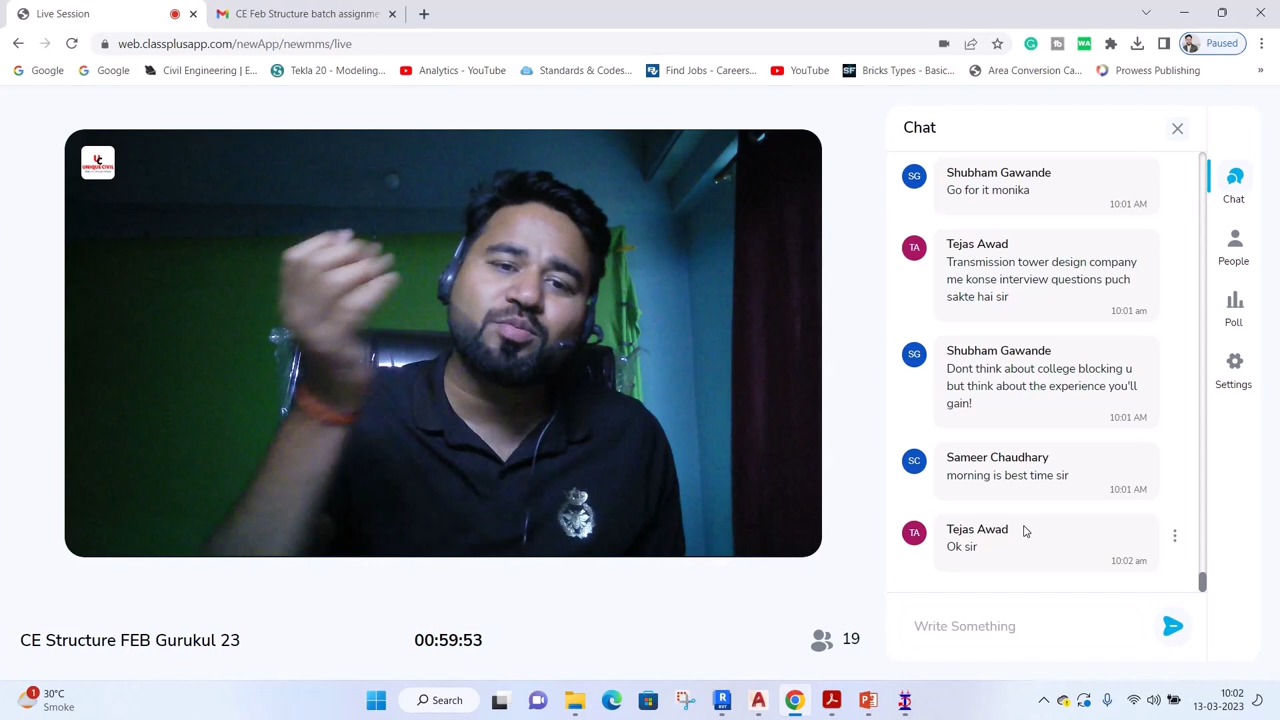 Live Session
CE Feb Structure batch assignme
web.classplusapp.com/newApp/newmms/live
Paused
Google
Google
Civil Engineering | E...
Tekla 20 - Modeling...
Analytics - YouTube
Standards & Codes...
Find Jobs - Careers...
YouTube
SF
Bricks Types - Basic...
Area Conversion Ca...
Prowess Publishing
»
UC
UNIQUE CIVIL
Chat
SG
Shubham Gawande
Go for it monika
10:01 AM
TA
Tejas Awad
Transmission tower design company
me konse interview questions puch
sakte hai sir
10:01 am
SG
Shubham Gawande
Dont think about college blocking u
but think about the experience you'll
gain!
10:01 AM
SC
Sameer Chaudhary
morning is best time sir
10:01 AM
TA
Tejas Awad
Ok sir
10:02 am
Write Something
Chat
People
Poll
Settings
CE Structure FEB Gurukul 23
00:59:53
19
1
30°C
Smoke
Search
10:02
13-03-2023